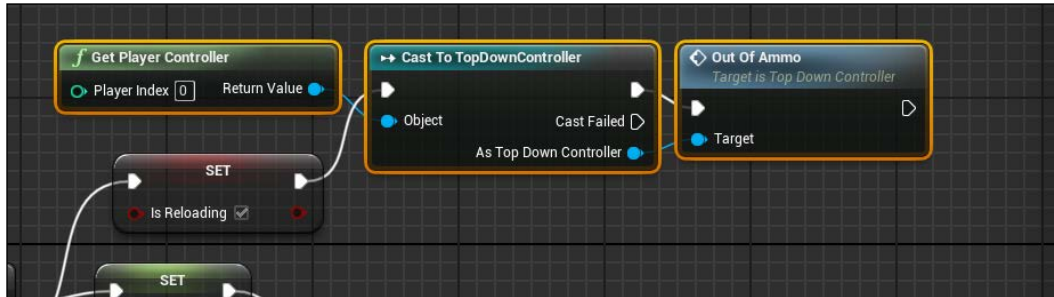 Get Player Controller
Player Index 0 Return Value
Cast To TopDownController
Object Cast Failed
As Top Down Controller
Out Of Ammo
Target is Top Down Controller
Target
SET
Is Reloading
SET